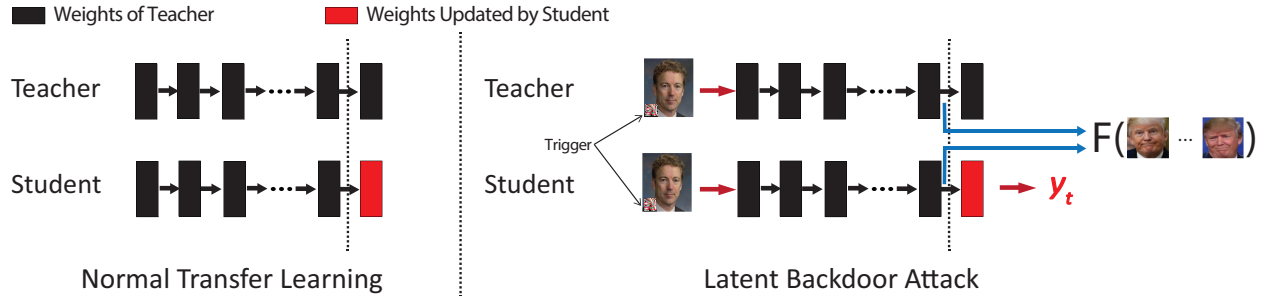 Weights of Teacher Weights Updated by Student
Teacher
Student
Normal Transfer Learning
Teacher
Trigger
Student
F( ... )
y_t
Latent Backdoor Attack